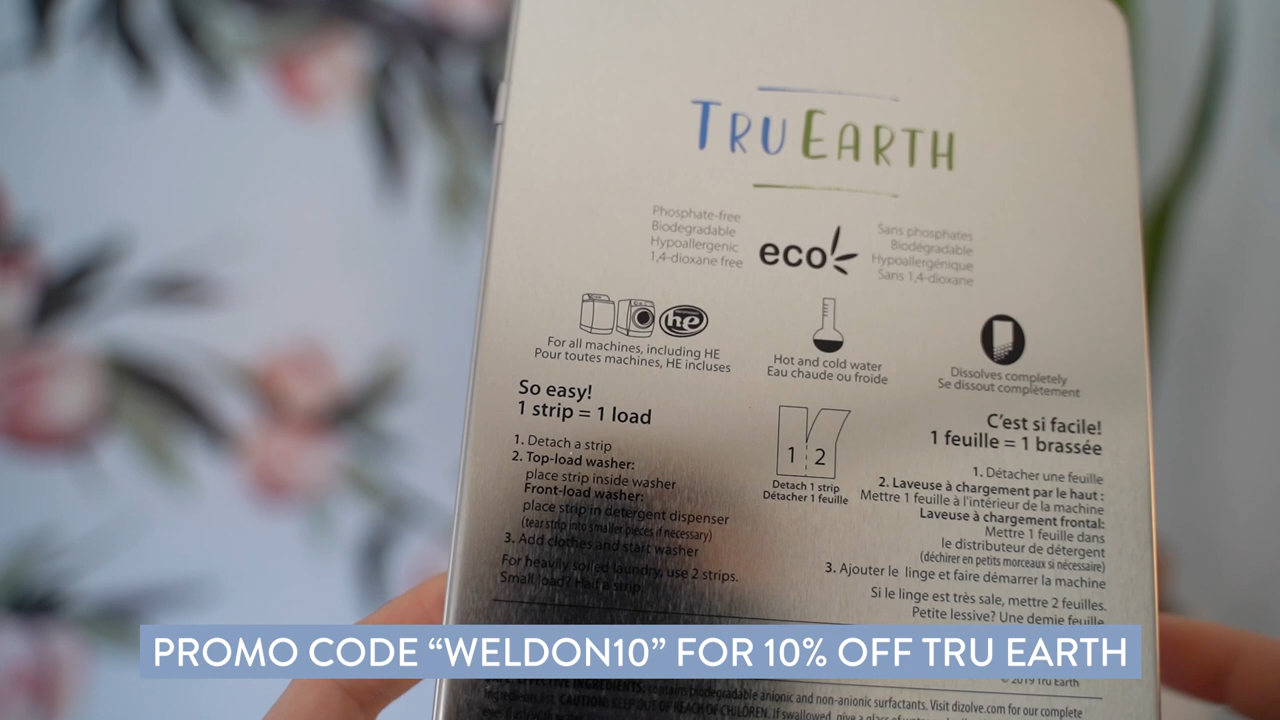 TRUEARTH
Phosphate-free
Biodegradable
Hypoallergenic
1,4-dioxane free
eco
Sans phosphates
Biodégradable
Hypoallergénique
Sans 1,4-dioxane
he
For all machines, including HE
Pour toutes machines, HE incluses
Hot and cold water
Eau chaude ou froide
Dissolves completely
Se dissout complètement
So easy!
1 strip = 1 load
1. Detach a strip
2. Top-load washer:
place strip inside washer
Front-load washer:
place strip in detergent dispenser
(tear strip into smaller pieces if necessary)
3. Add clothes and start washer
For heavily soiled laundry, use 2 strips.
Small load? Half a strip.
1 2
Detach 1 strip
Détacher 1 feuille
C'est si facile!
1 feuille = 1 brassée
1. Détacher une feuille
2. Laveuse à chargement par le haut :
Mettre 1 feuille à l'intérieur de la machine
Laveuse à chargement frontal:
Mettre 1 feuille dans
le distributeur de détergent
(déchirer en petits morceaux si nécessaire)
3. Ajouter le linge et faire démarrer la machine
Si le linge est très sale, mettre 2 feuilles.
Petite lessive? Une demie feuille
PROMO CODE “WELDON10” FOR 10% OFF TRU EARTH
© 2019 Tru Earth
EFFECTIVE INGREDIENTS: contains biodegradable anionic and non-anionic surfactants. Visit dizolve.com for our complete
ingredients list. CAUTION: KEEP OUT OF REACH OF CHILDREN. If swallowed, give a glass of